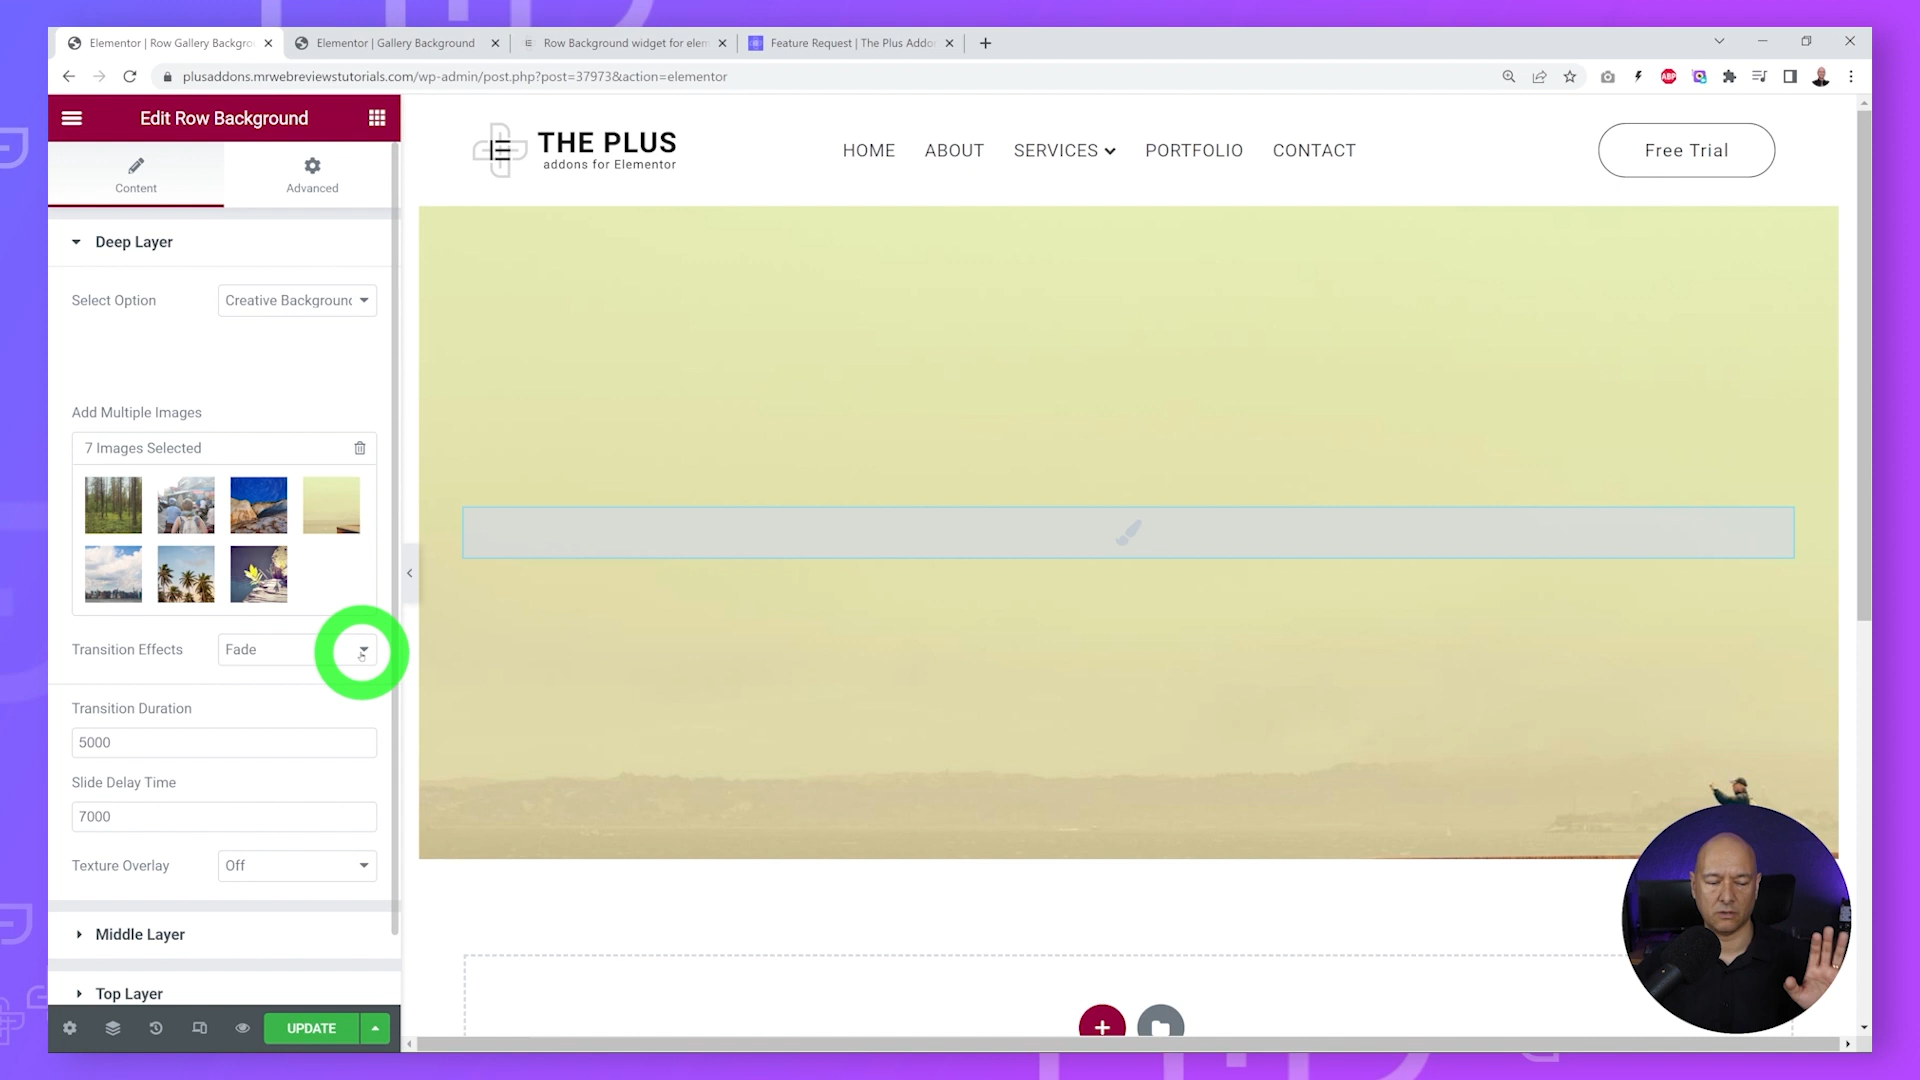 Elementor | Row Gallery Backgro
Elementor | Gallery Background
Row Background widget for elem
Feature Request | The Plus Addo
plusaddons.mrwebreviewstutorials.com/wp-admin/post.php?post=37973&action=elementor
ABP
Edit Row Background
Content
Advanced
Deep Layer
Select Option
Creative Background
Add Multiple Images
7 Images Selected
Transition Effects
Fade
Transition Duration
5000
Slide Delay Time
7000
Texture Overlay
Off
Middle Layer
Top Layer
UPDATE
THE PLUS
addons for Elementor
HOME
ABOUT
SERVICES
PORTFOLIO
CONTACT
Free Trial